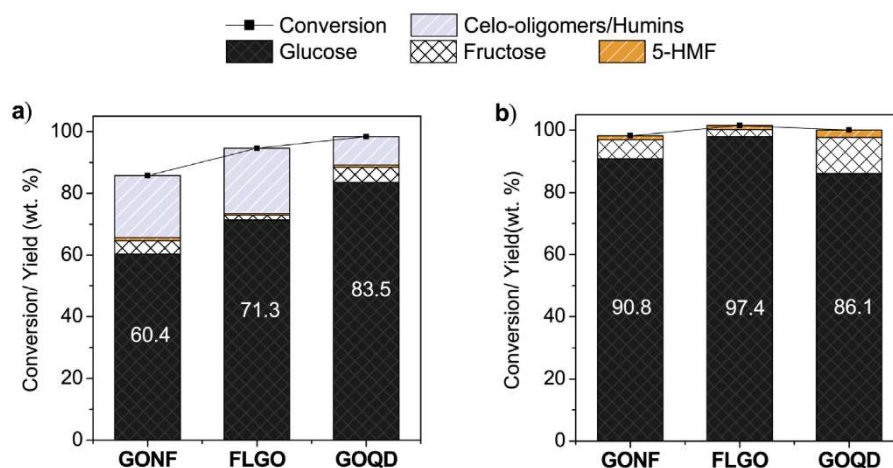 Conversion
Celo-oligomers/Humins
Glucose
Fructose
5-HMF
a)
Conversion/ Yield (wt. %)
100
80
60
40
20
0
60.4
71.3
83.5
GONF
FLGO
GOQD
b)
Conversion/ Yield(wt. %)
100
80
60
40
20
0
90.8
97.4
86.1
GONF
FLGO
GOQD